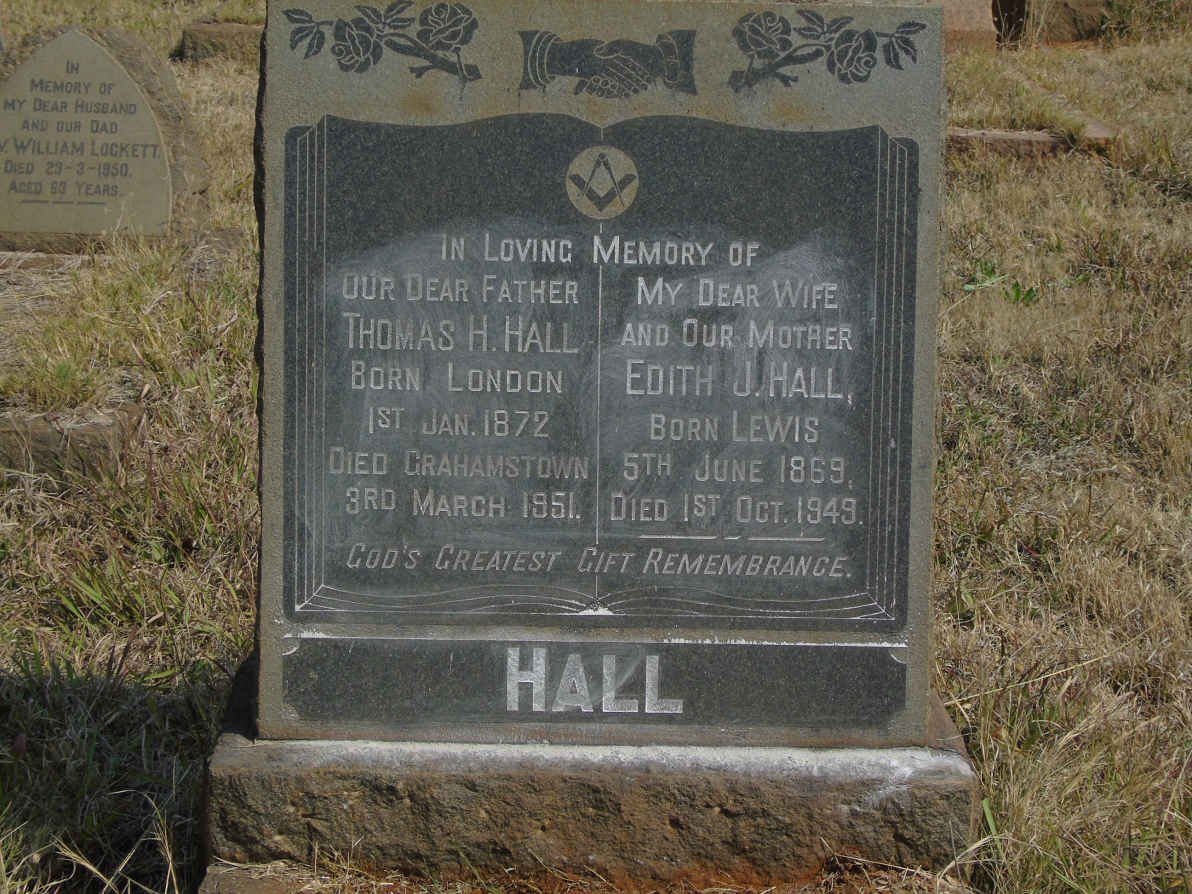 IN LOVING MEMORY OF
OUR DEAR FATHER
THOMAS H. HALL
BORN LONDON
1ST JAN. 1872
DIED GRAHAMSTOWN
3RD MARCH 1951.
MY DEAR WIFE
AND OUR MOTHER
EDITH J. HALL,
BORN LEWIS
5TH JUNE 1869,
DIED 1ST OCT. 1949.
GOD'S GREATEST GIFT REMEMBRANCE.
HALL
IN
MEMORY OF
MY DEAR HUSBAND
AND OUR DAD
WILLIAM LOCKETT,
DIED 29-3-1950,
AGED 69 YEARS.